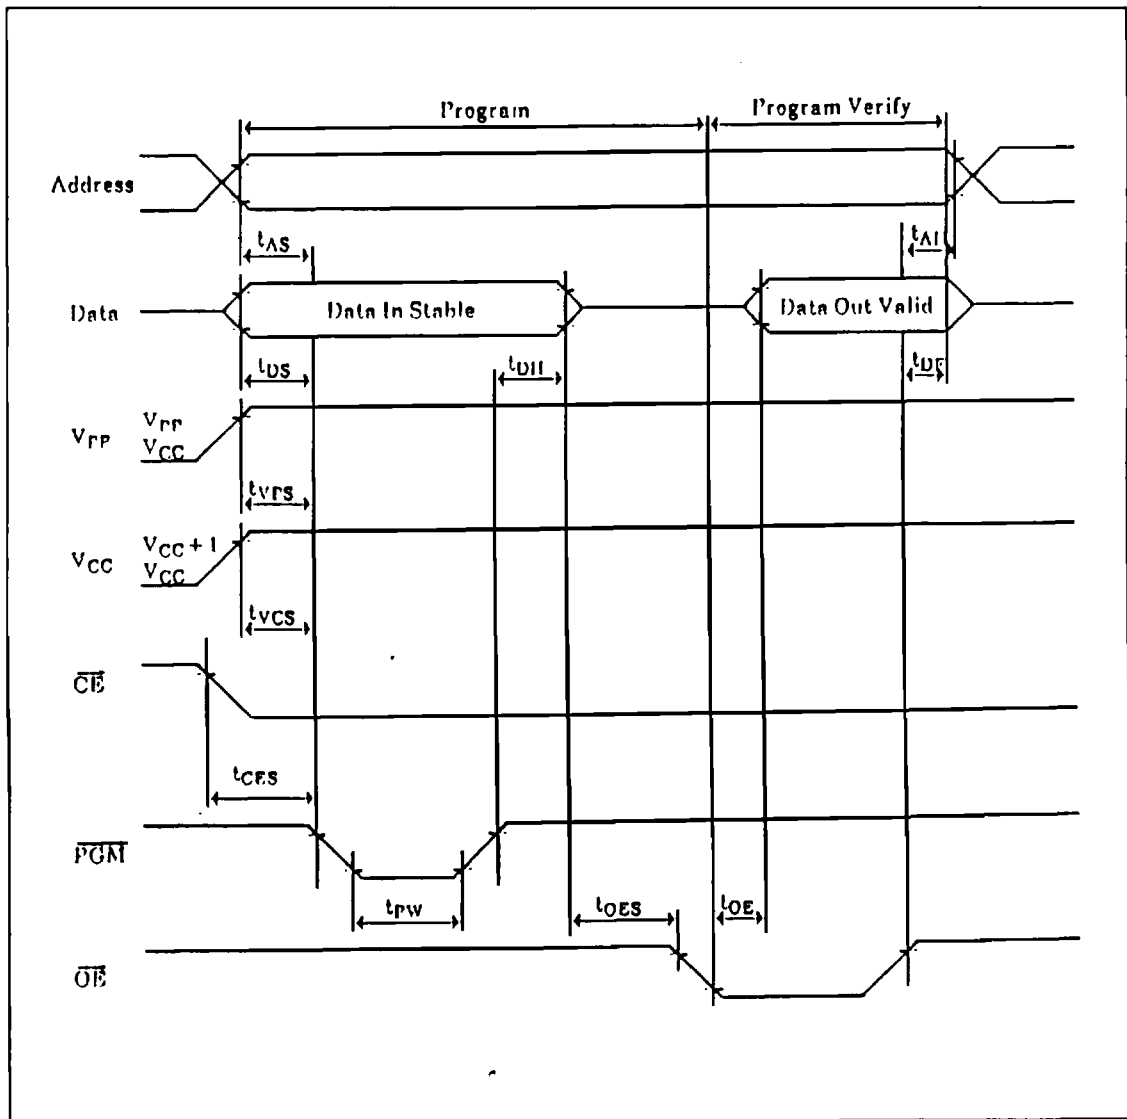 Program
Program Verify
Address
tAS
tAH
Data
Data In Stable
Data Out Valid
tDS
tDH
tDF
VPP
VPP
VCC
tVPS
VCC
VCC + 1
VCC
tVCS
CE
tCES
PGM
tPW
tOES
tOE
OE